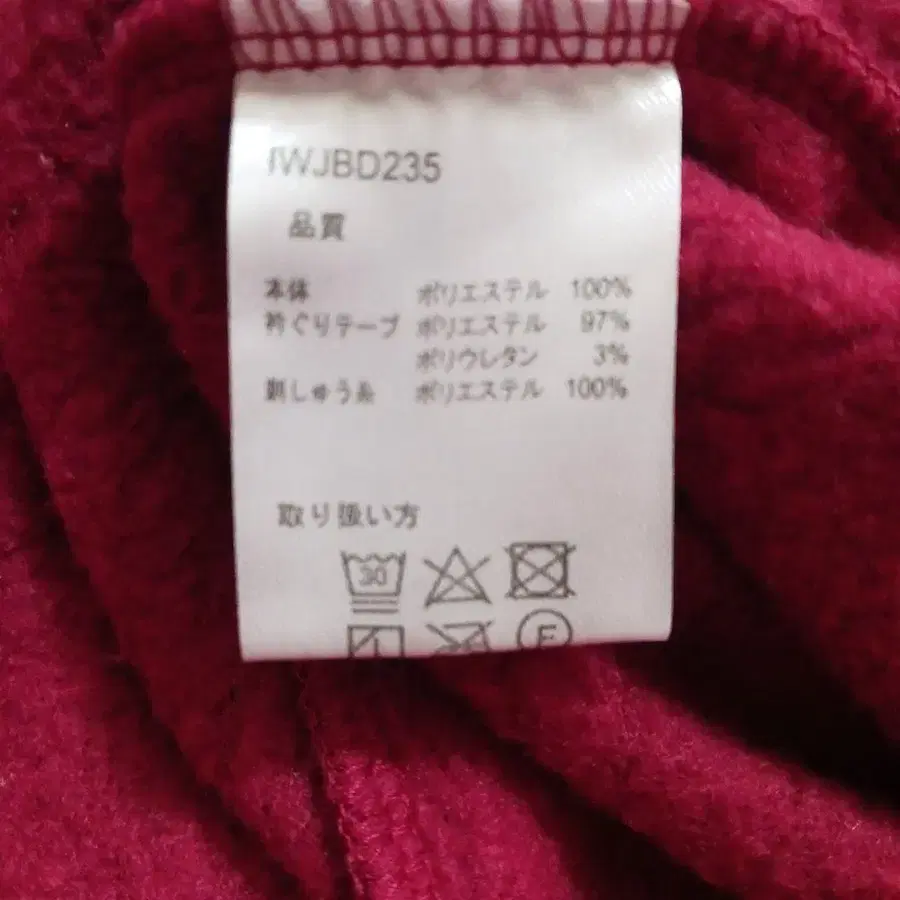 IWJBD235
品質
本体 ポリエステル 100%
衿ぐりテープ ポリエステル 97%
ポリウレタン 3%
刺しゅう糸 ポリエステル 100%
取り扱い方
30
F